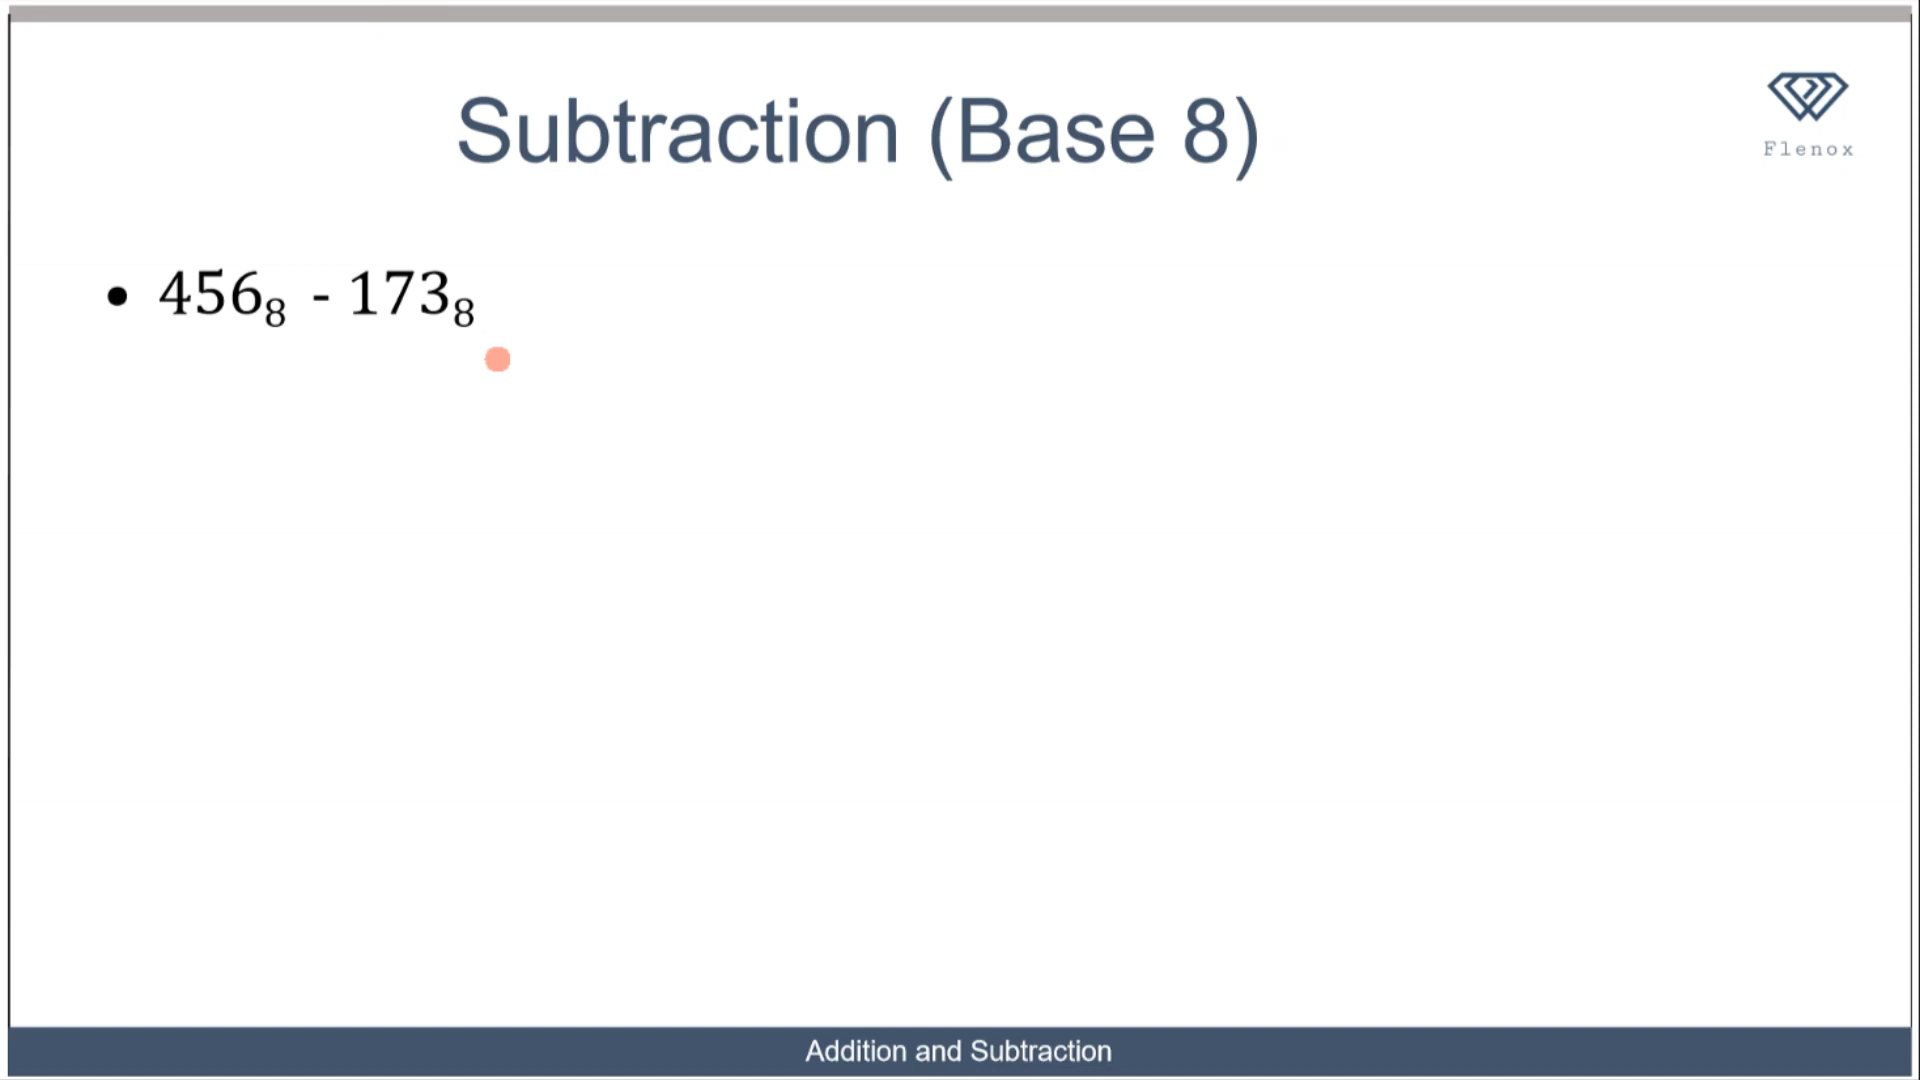 Subtraction (Base 8)
Flenox
• 456₈ - 173₈
Addition and Subtraction